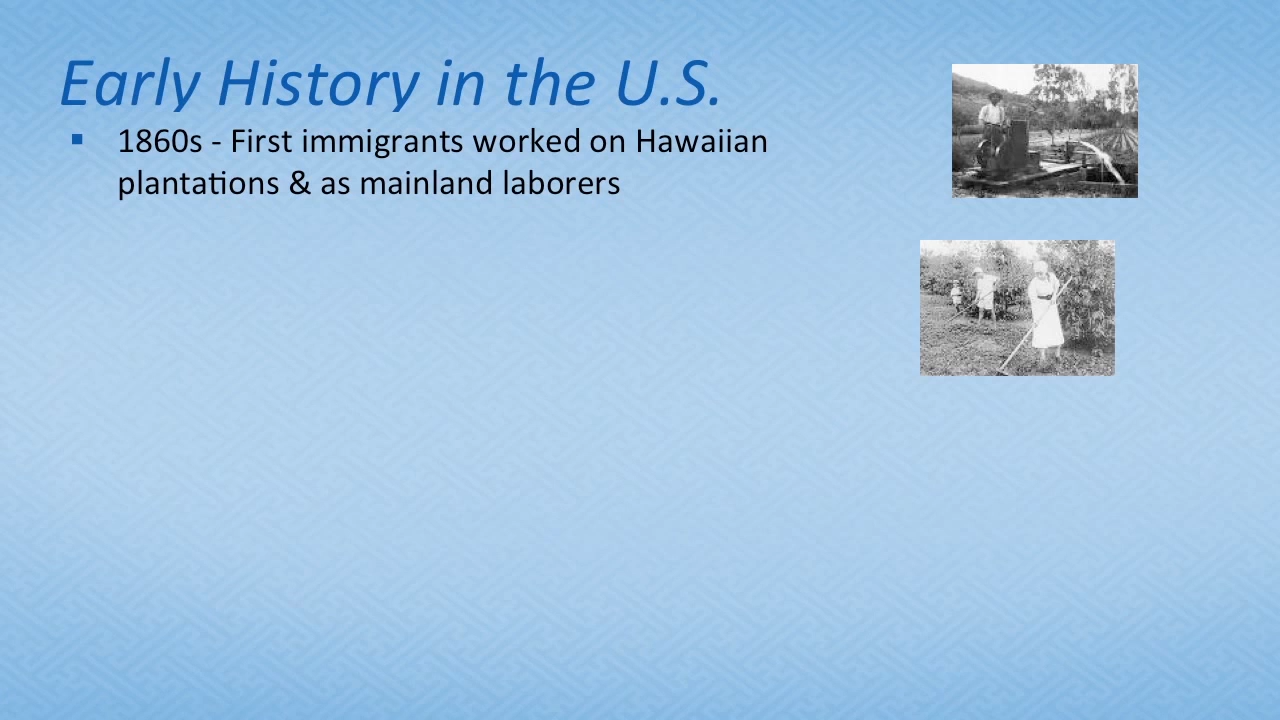 Early History in the U.S.
▪ 1860s - First immigrants worked on Hawaiian
plantations & as mainland laborers